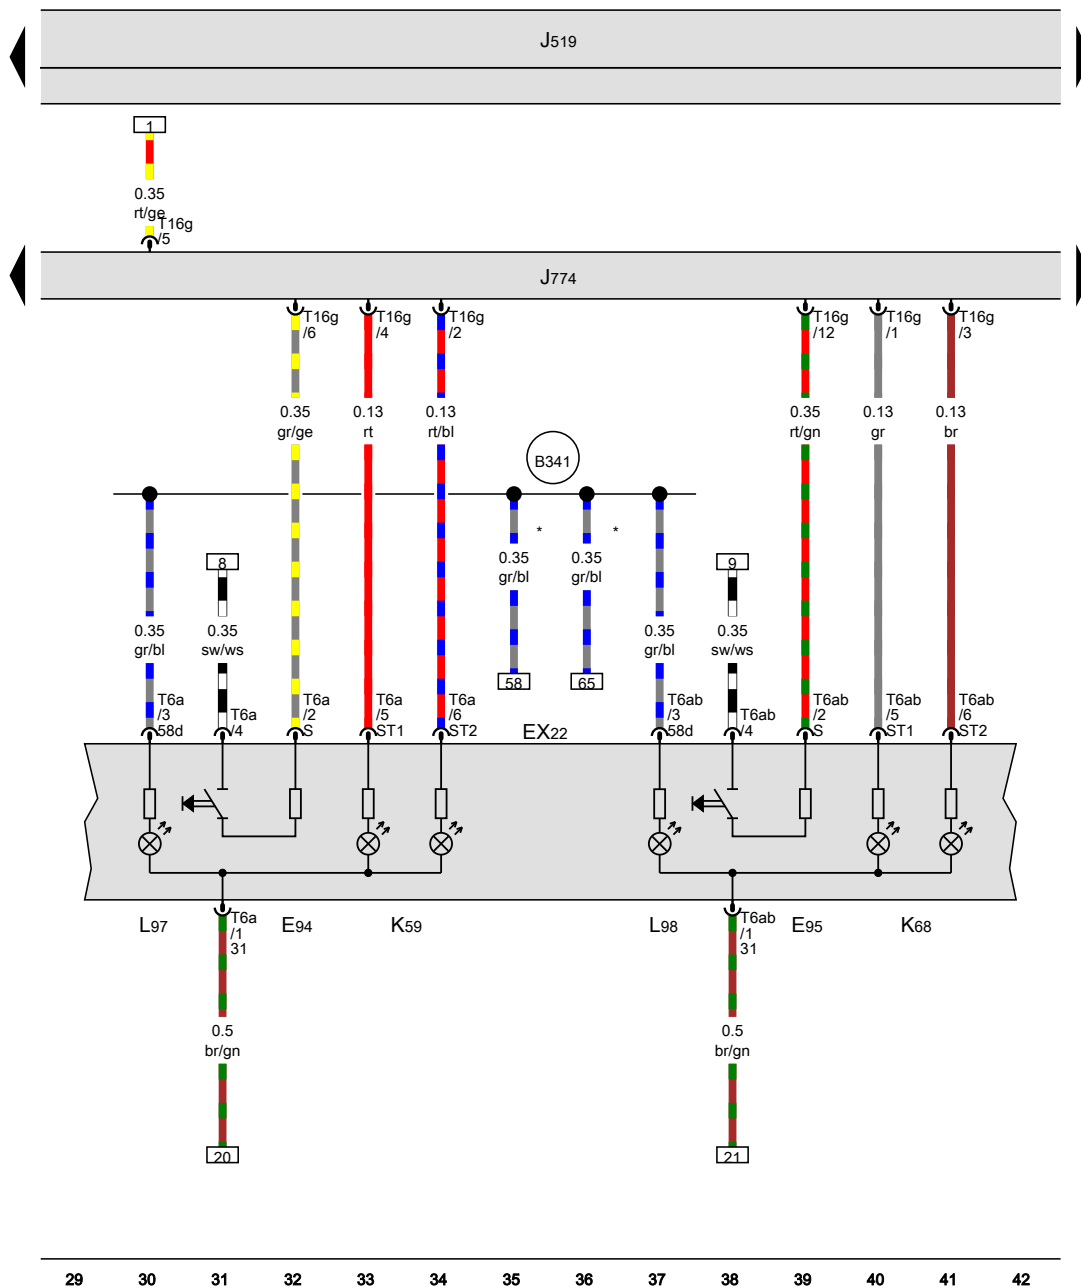 J519
1
0.35
rt/ge
T16g
/5
J774
T16g
/6
T16g
/4
T16g
/2
T16g
/12
T16g
/1
T16g
/3
0.35
gr/ge
0.13
rt
0.13
rt/bl
0.35
rt/gn
0.13
gr
0.13
br
B341
* *
8
0.35
gr/bl
0.35
gr/bl
9
0.35
gr/bl
0.35
sw/ws
0.35
gr/bl
0.35
sw/ws
58
65
T6a
/3
58d
T6a
/4
T6a
/2
S
T6a
/5
ST1
T6a
/6
ST2
EX22
T6ab
/3
58d
T6ab
/4
T6ab
/2
S
T6ab
/5
ST1
T6ab
/6
ST2
L97
T6a
/1
31
E94
K59
L98
T6ab
/1
31
E95
K68
0.5
br/gn
0.5
br/gn
20
21
29 30 31 32 33 34 35 36 37 38 39 40 41 42